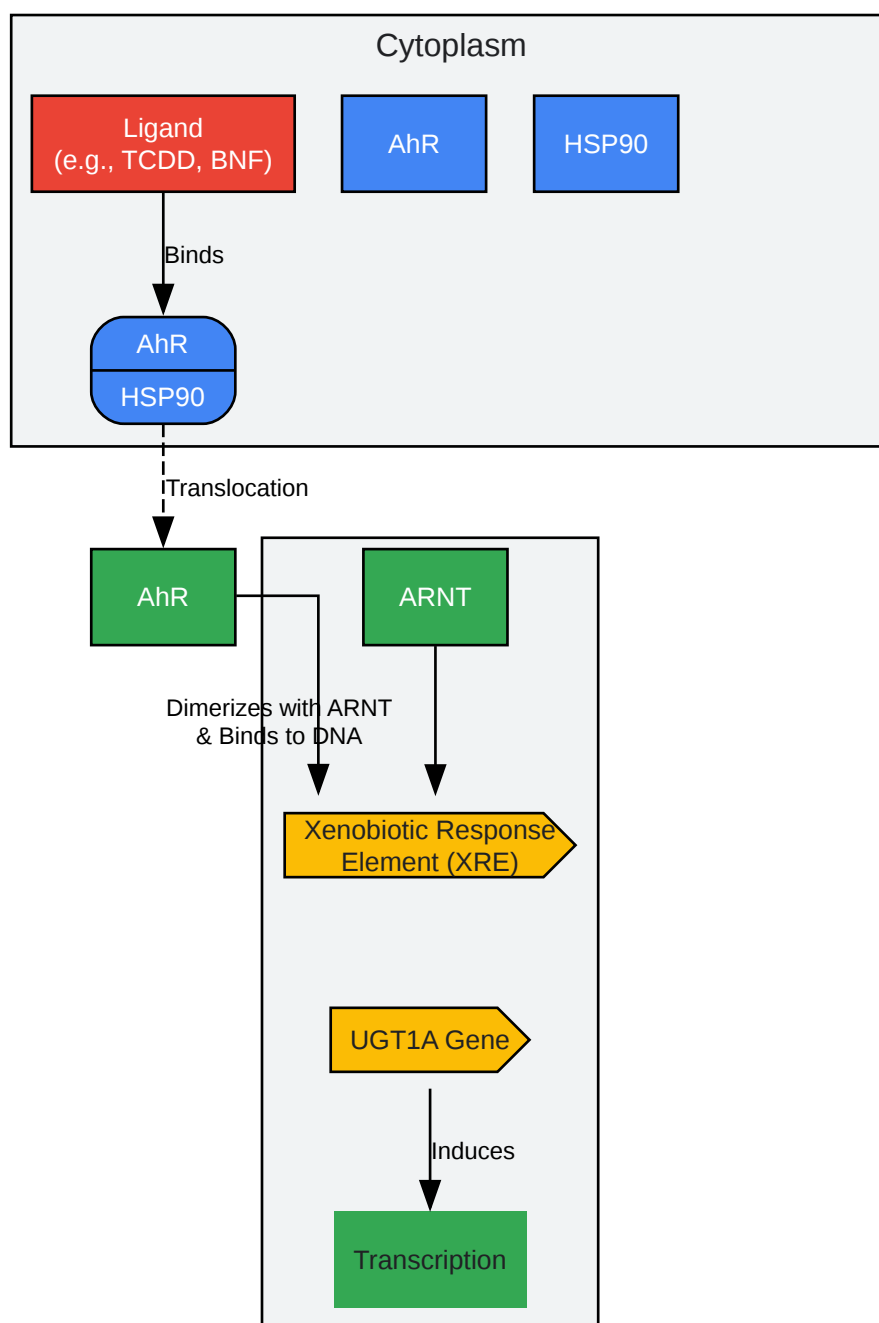 Cytoplasm
Ligand
(e.g., TCDD, BNF)
AhR
HSP90
Binds
AhR
HSP90
Translocation
AhR
ARNT
Dimerizes with ARNT
& Binds to DNA
Xenobiotic Response
Element (XRE)
UGT1A Gene
Induces
Transcription